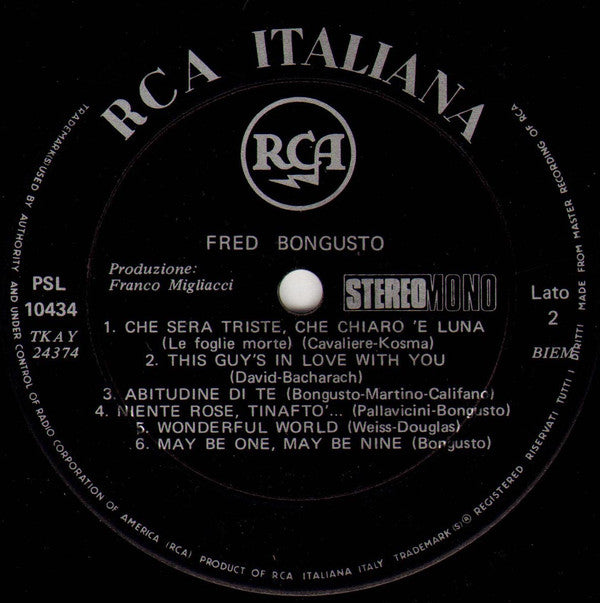 RCA ITALIANA
RCA
FRED BONGUSTO
Produzione:
Franco Migliacci
STEREO MONO
PSL
10434
TKAY
24374
Lato
2
BIEM
1. CHE SERA TRISTE, CHE CHIARO 'E LUNA
(Le foglie morte) (Cavaliere-Kosma)
2. THIS GUY'S IN LOVE WITH YOU
(David-Bacharach)
3. ABITUDINE DI TE (Bongusto-Martino-Califano)
4. NIENTE ROSE, TINAFTO'... (Pallavicini-Bongusto)
5. WONDERFUL WORLD (Weiss-Douglas)
6. MAY BE ONE, MAY BE NINE (Bongusto)
TRADEMARK(S) USED BY AUTHORITY AND UNDER CONTROL OF RADIO CORPORATION OF AMERICA (RCA) PRODUCT OF RCA ITALIANA ITALY TRADEMARK(S)® REGISTERED RISERVATI TUTTI I DIRITTI MADE FROM MASTER RECORDING OF RCA